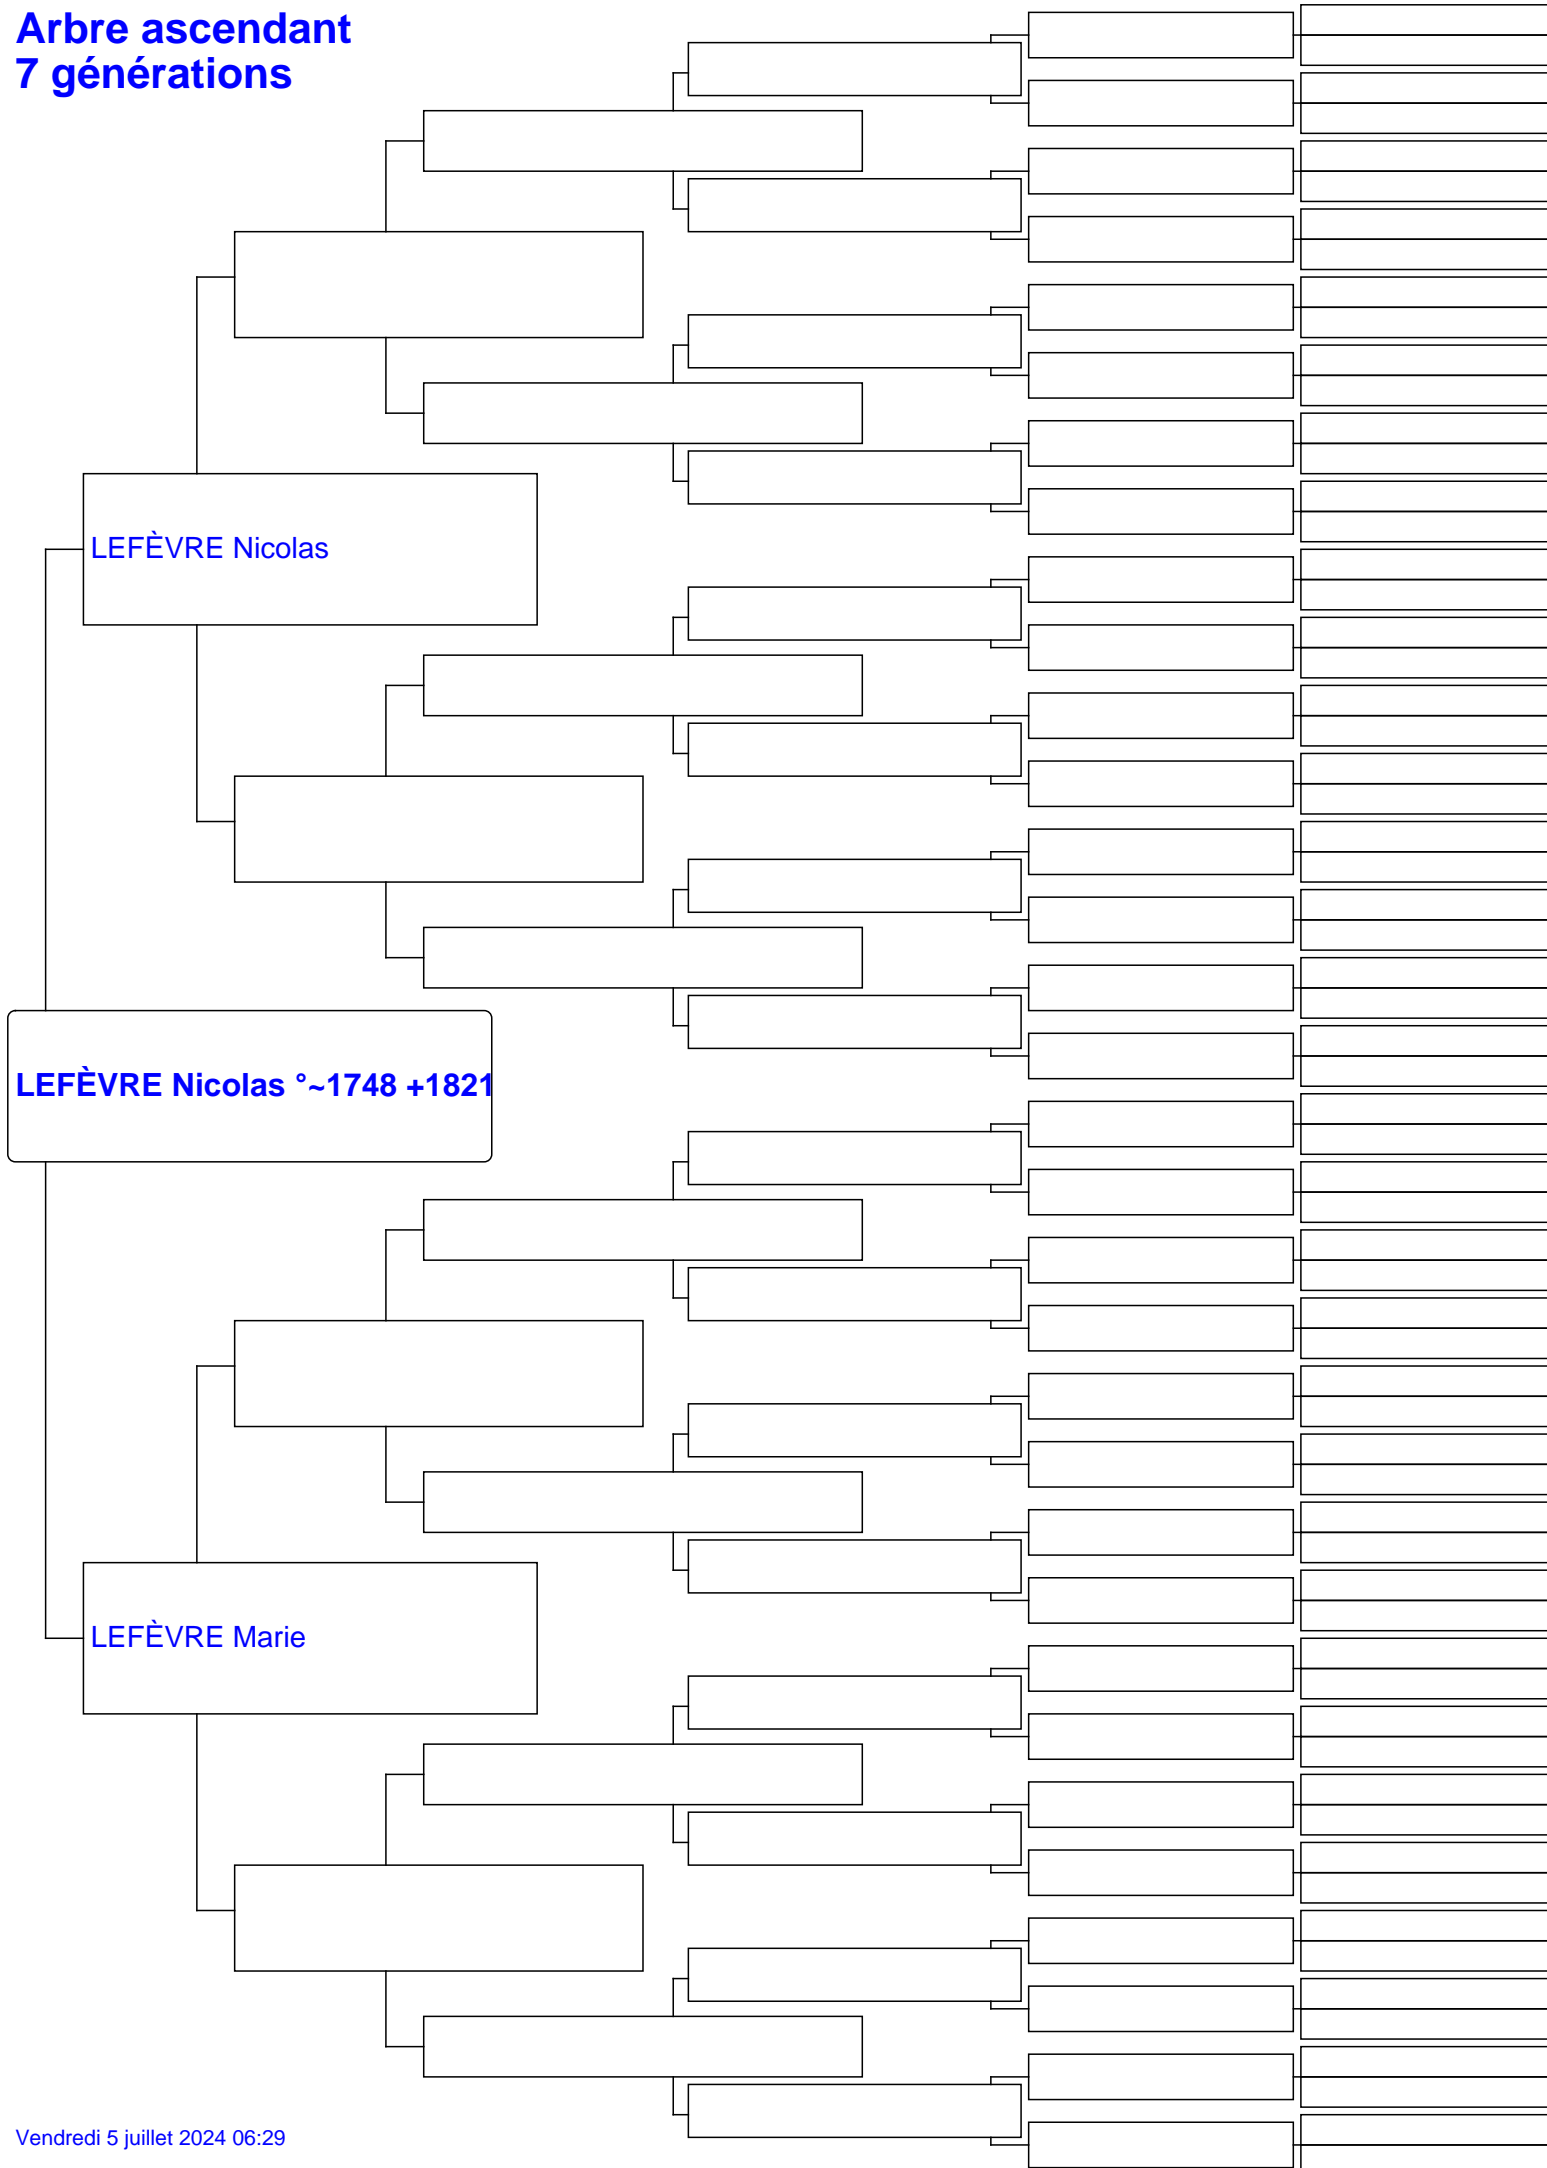 Arbre ascendant
7 générations
LEFÈVRE Nicolas
LEFÈVRE Nicolas °~1748 +1821
LEFÈVRE Marie
Vendredi 5 juillet 2024 06:29